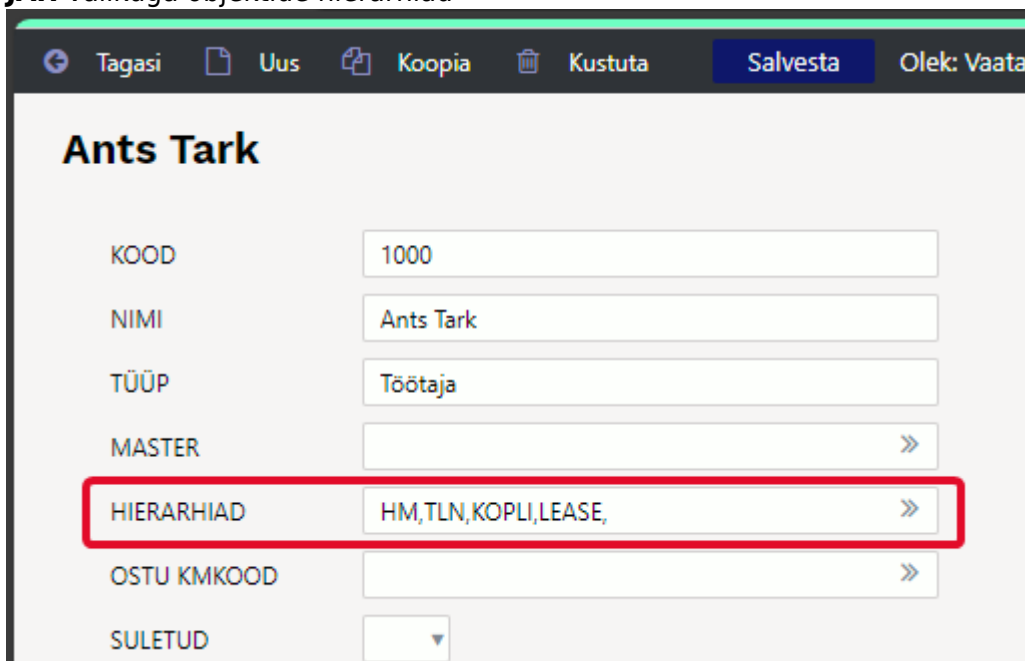 Tagasi Uus Koopia Kustuta Salvesta Olek: Vaata
Ants Tark
KOOD 1000
NIMI Ants Tark
TÜÜP Töötaja
MASTER
HIERARHIAD HM,TLN,KOPLI,LEASE,
OSTU KMKOOD
SULETUD